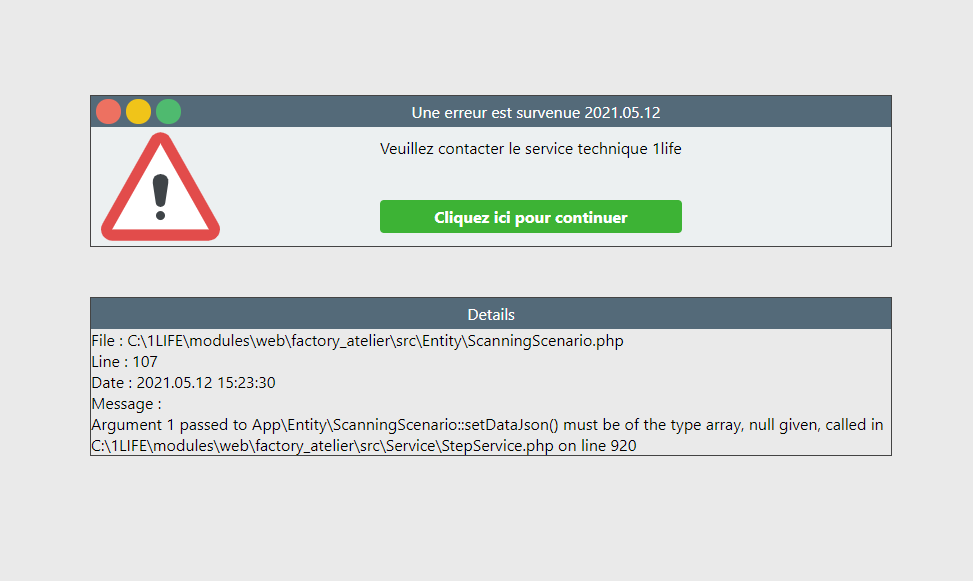 Une erreur est survenue 2021.05.12
Veuillez contacter le service technique 1life
Cliquez ici pour continuer
Details
File : C:\1LIFE\modules\web\factory_atelier\src\Entity\ScanningScenario.php
Line : 107
Date : 2021.05.12 15:23:30
Message :
Argument 1 passed to App\Entity\ScanningScenario::setDataJson() must be of the type array, null given, called in
C:\1LIFE\modules\web\factory_atelier\src\Service\StepService.php on line 920